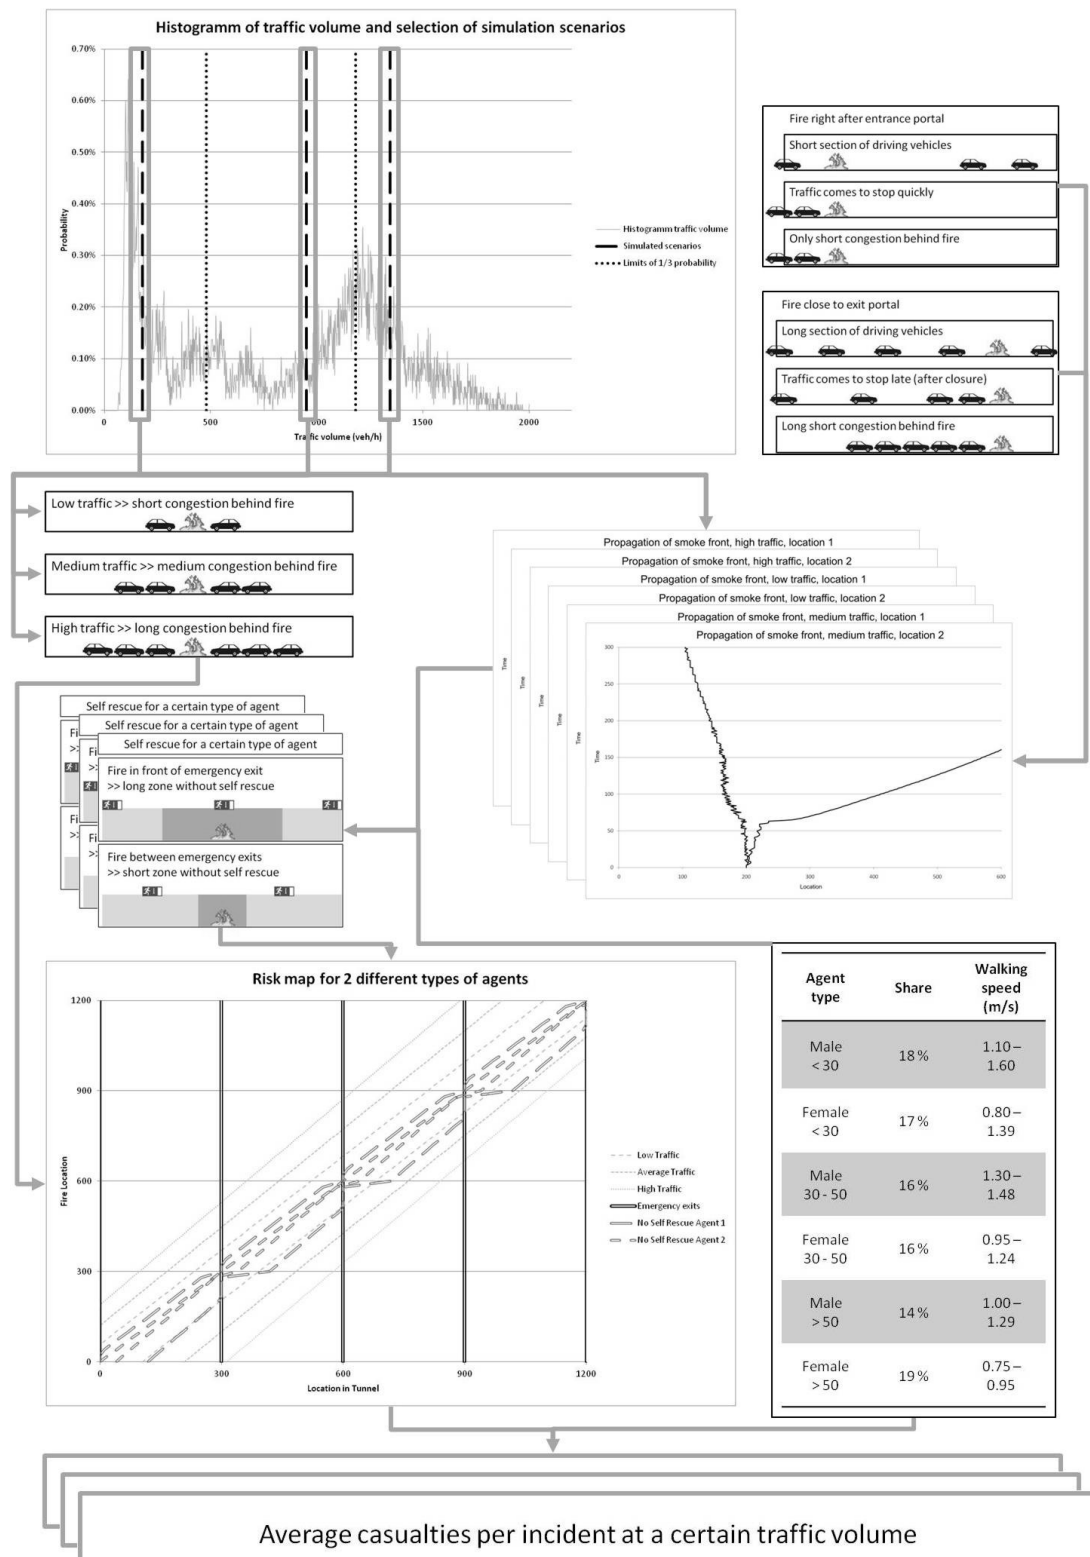 Histogramm of traffic volume and selection of simulation scenarios
0.70%
0.60%
0.50%
0.40%
0.30%
0.20%
0.10%
0.00%
Probability
0
500
1000
1500
2000
Traffic volume (veh/h)
Histogramm traffic volume
Simulated scenarios
Limits of 1/3 probability
Fire right after entrance portal
Short section of driving vehicles
Traffic comes to stop quickly
Only short congestion behind fire
Fire close to exit portal
Long section of driving vehicles
Traffic comes to stop late (after closure)
Long short congestion behind fire
Low traffic >> short congestion behind fire
Medium traffic >> medium congestion behind fire
High traffic >> long congestion behind fire
Propagation of smoke front, high traffic, location 1
Propagation of smoke front, high traffic, location 2
Propagation of smoke front, low traffic, location 1
Propagation of smoke front, low traffic, location 2
Propagation of smoke front, medium traffic, location 1
Propagation of smoke front, medium traffic, location 2
Time
Time
Time
Time
Time
Time
300
250
200
150
100
50
0
0
100
200
300
400
500
600
Location
Self rescue for a certain type of agent
Self rescue for a certain type of agent
Self rescue for a certain type of agent
Fi
>>
Fi
>>
Fire in front of emergency exit
>> long zone without self rescue
Fi
>>
Fi
>>
Fire between emergency exits
>> short zone without self rescue
Risk map for 2 different types of agents
1200
900
600
300
0
Fire Location
0
300
600
900
1200
Location in Tunnel
Low Traffic
Average Traffic
High Traffic
Emergency exits
No Self Rescue Agent 1
No Self Rescue Agent 2
Agent type Share Walking speed (m/s)
Male < 30 18 % 1.10 – 1.60
Female < 30 17 % 0.80 – 1.39
Male 30 - 50 16 % 1.30 – 1.48
Female 30 - 50 16 % 0.95 – 1.24
Male > 50 14 % 1.00 – 1.29
Female > 50 19 % 0.75 – 0.95
Average casualties per incident at a certain traffic volume